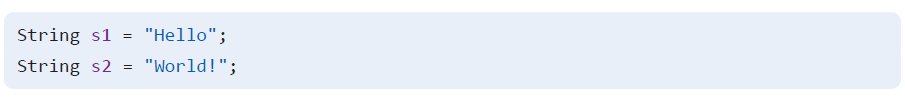 String s1 = "Hello";
String s2 = "World!";